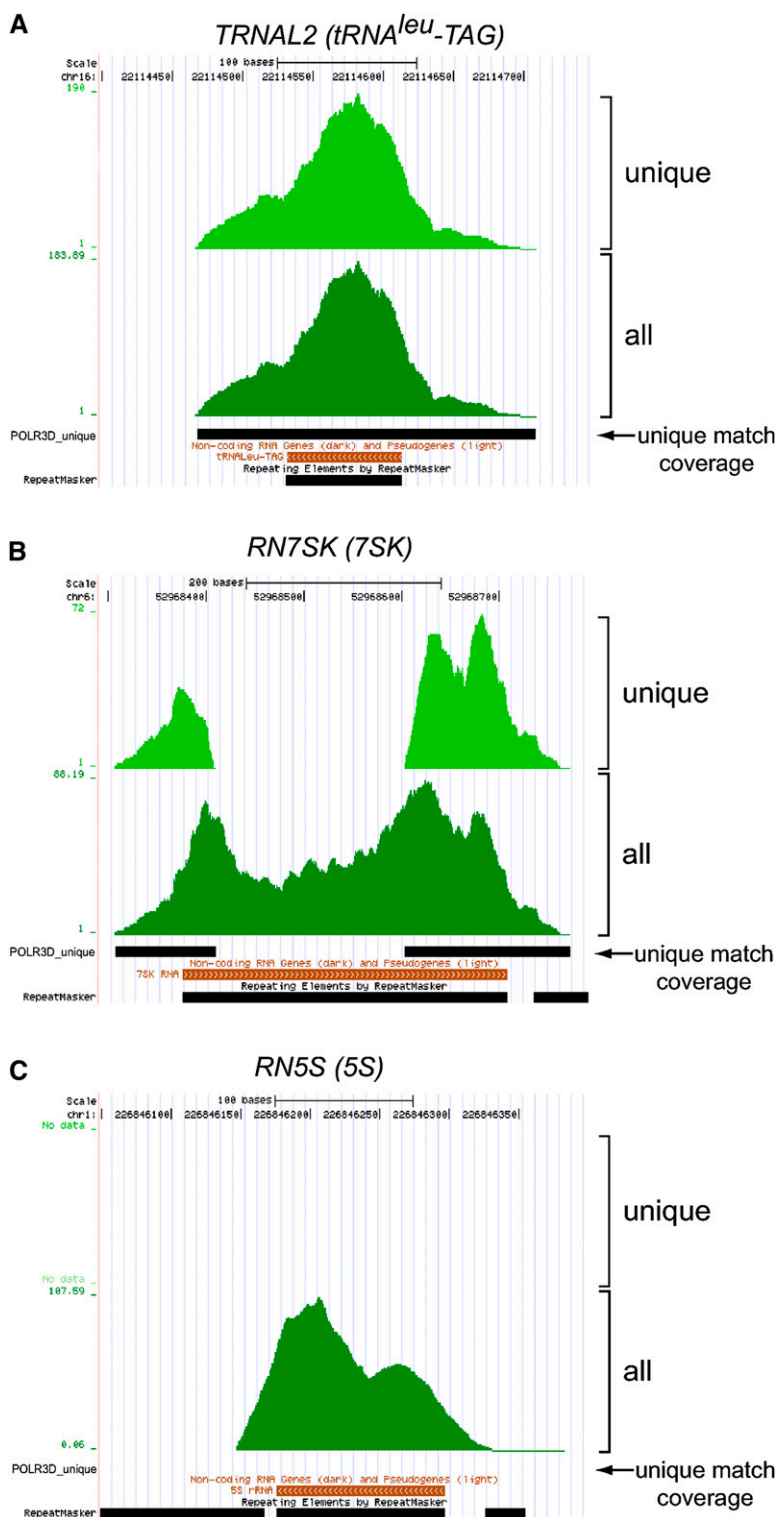 A
TRNAL2 (tRNAleu-TAG)
Scale 100 bases
chr16: 22114450 22114500 22114550 22114600 22114650 22114700
190
unique
1
183.89
all
1
POLR3D_unique
unique match coverage
Non-coding RNA Genes (dark) and Pseudogenes (light)
tRNALeu-TAG
Repeating Elements by RepeatMasker
RepeatMasker
B
RN7SK (7SK)
Scale 200 bases
chr6: 52968400 52968500 52968600 52968700
72
unique
1
88.19
all
1
POLR3D_unique
unique match coverage
Non-coding RNA Genes (dark) and Pseudogenes (light)
7SK RNA
Repeating Elements by RepeatMasker
RepeatMasker
C
RN5S (5S)
Scale 100 bases
chr1: 226846100 226846150 226846200 226846250 226846300 226846350
No data
unique
No data
107.59
all
0.06
POLR3D_unique
unique match coverage
Non-coding RNA Genes (dark) and Pseudogenes (light)
5S rRNA
Repeating Elements by RepeatMasker
RepeatMasker